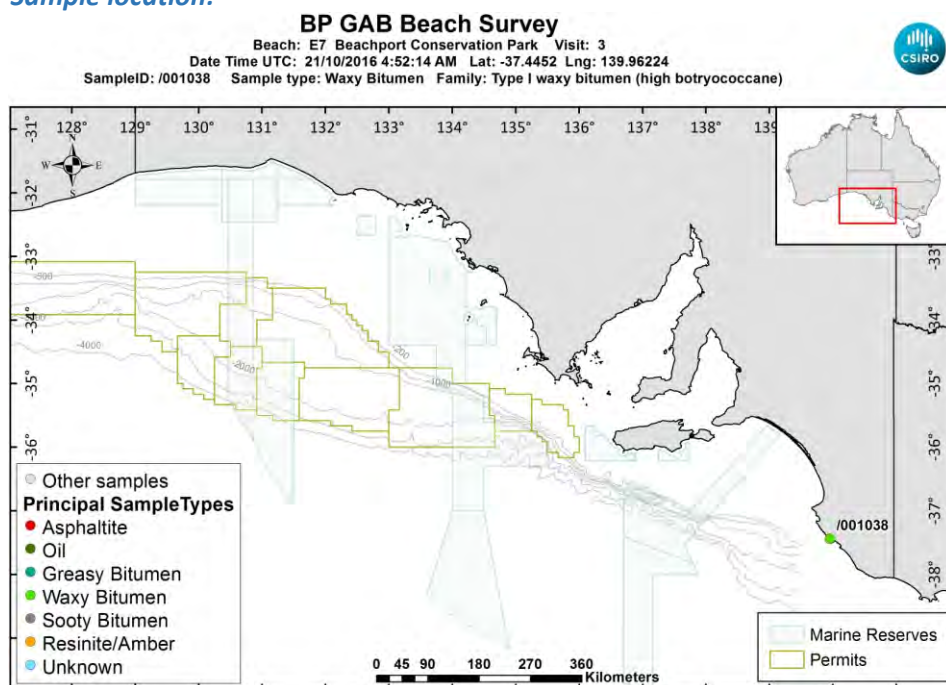 Sample location:
BP GAB Beach Survey
Beach: E7 Beachport Conservation Park Visit: 3
Date Time UTC: 21/10/2016 4:52:14 AM Lat: -37.4452 Lng: 139.96224
SampleID: /001038 Sample type: Waxy Bitumen Family: Type I waxy bitumen (high botryococcane)
CSIRO
128° 129° 130° 131° 132° 133° 134° 135° 136° 137° 138° 139
-31°
-32°
-33°
-34°
-35°
-36°
-37°
-38°
-31°
-32°
-33°
-34°
-35°
-36°
-37°
-38°
N
W E
S
-4000
-2000
-200
-1000
/001038
Other samples
Principal SampleTypes
Asphaltite
Oil
Greasy Bitumen
Waxy Bitumen
Sooty Bitumen
Resinite/Amber
Unknown
0 45 90 180 270 360
Kilometers
Marine Reserves
Permits